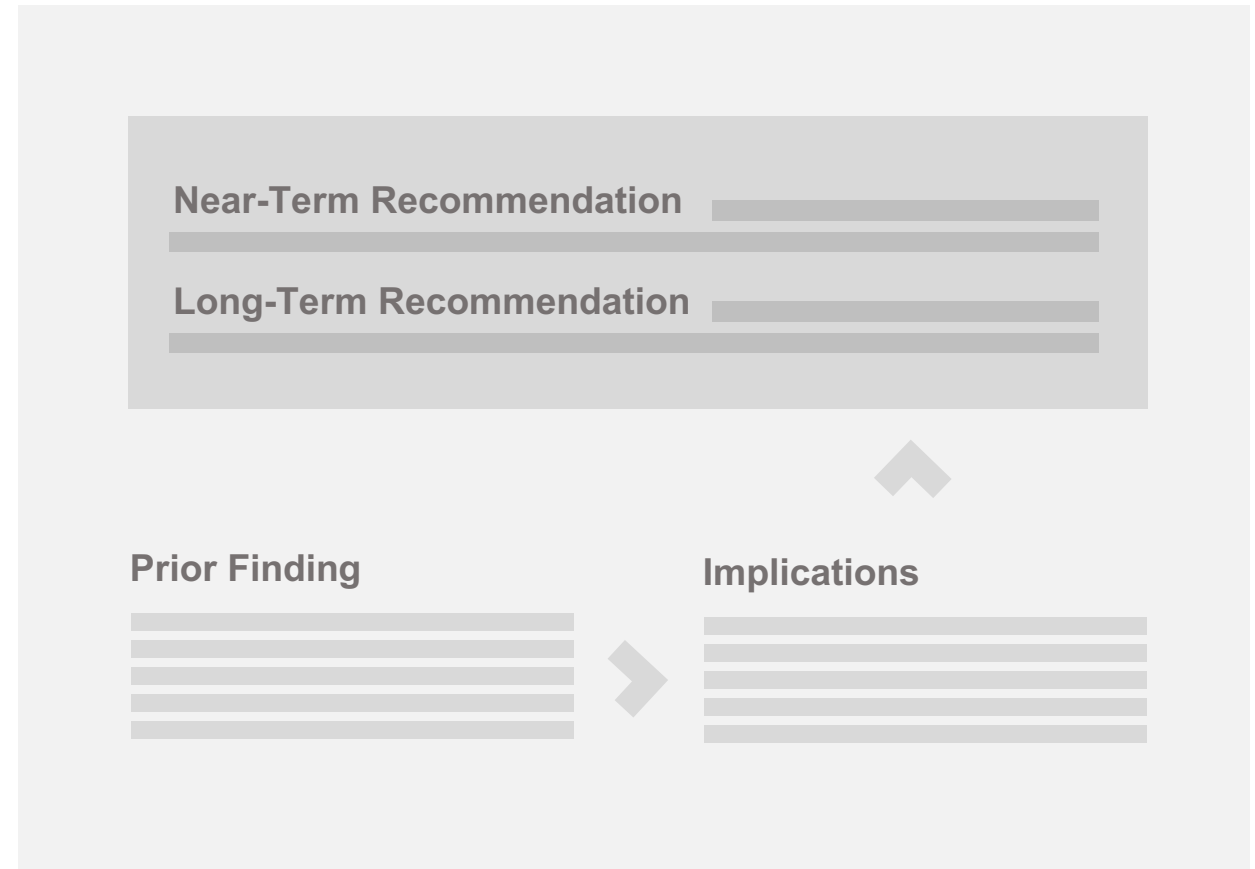 Near-Term Recommendation
Long-Term Recommendation
Prior Finding
Implications